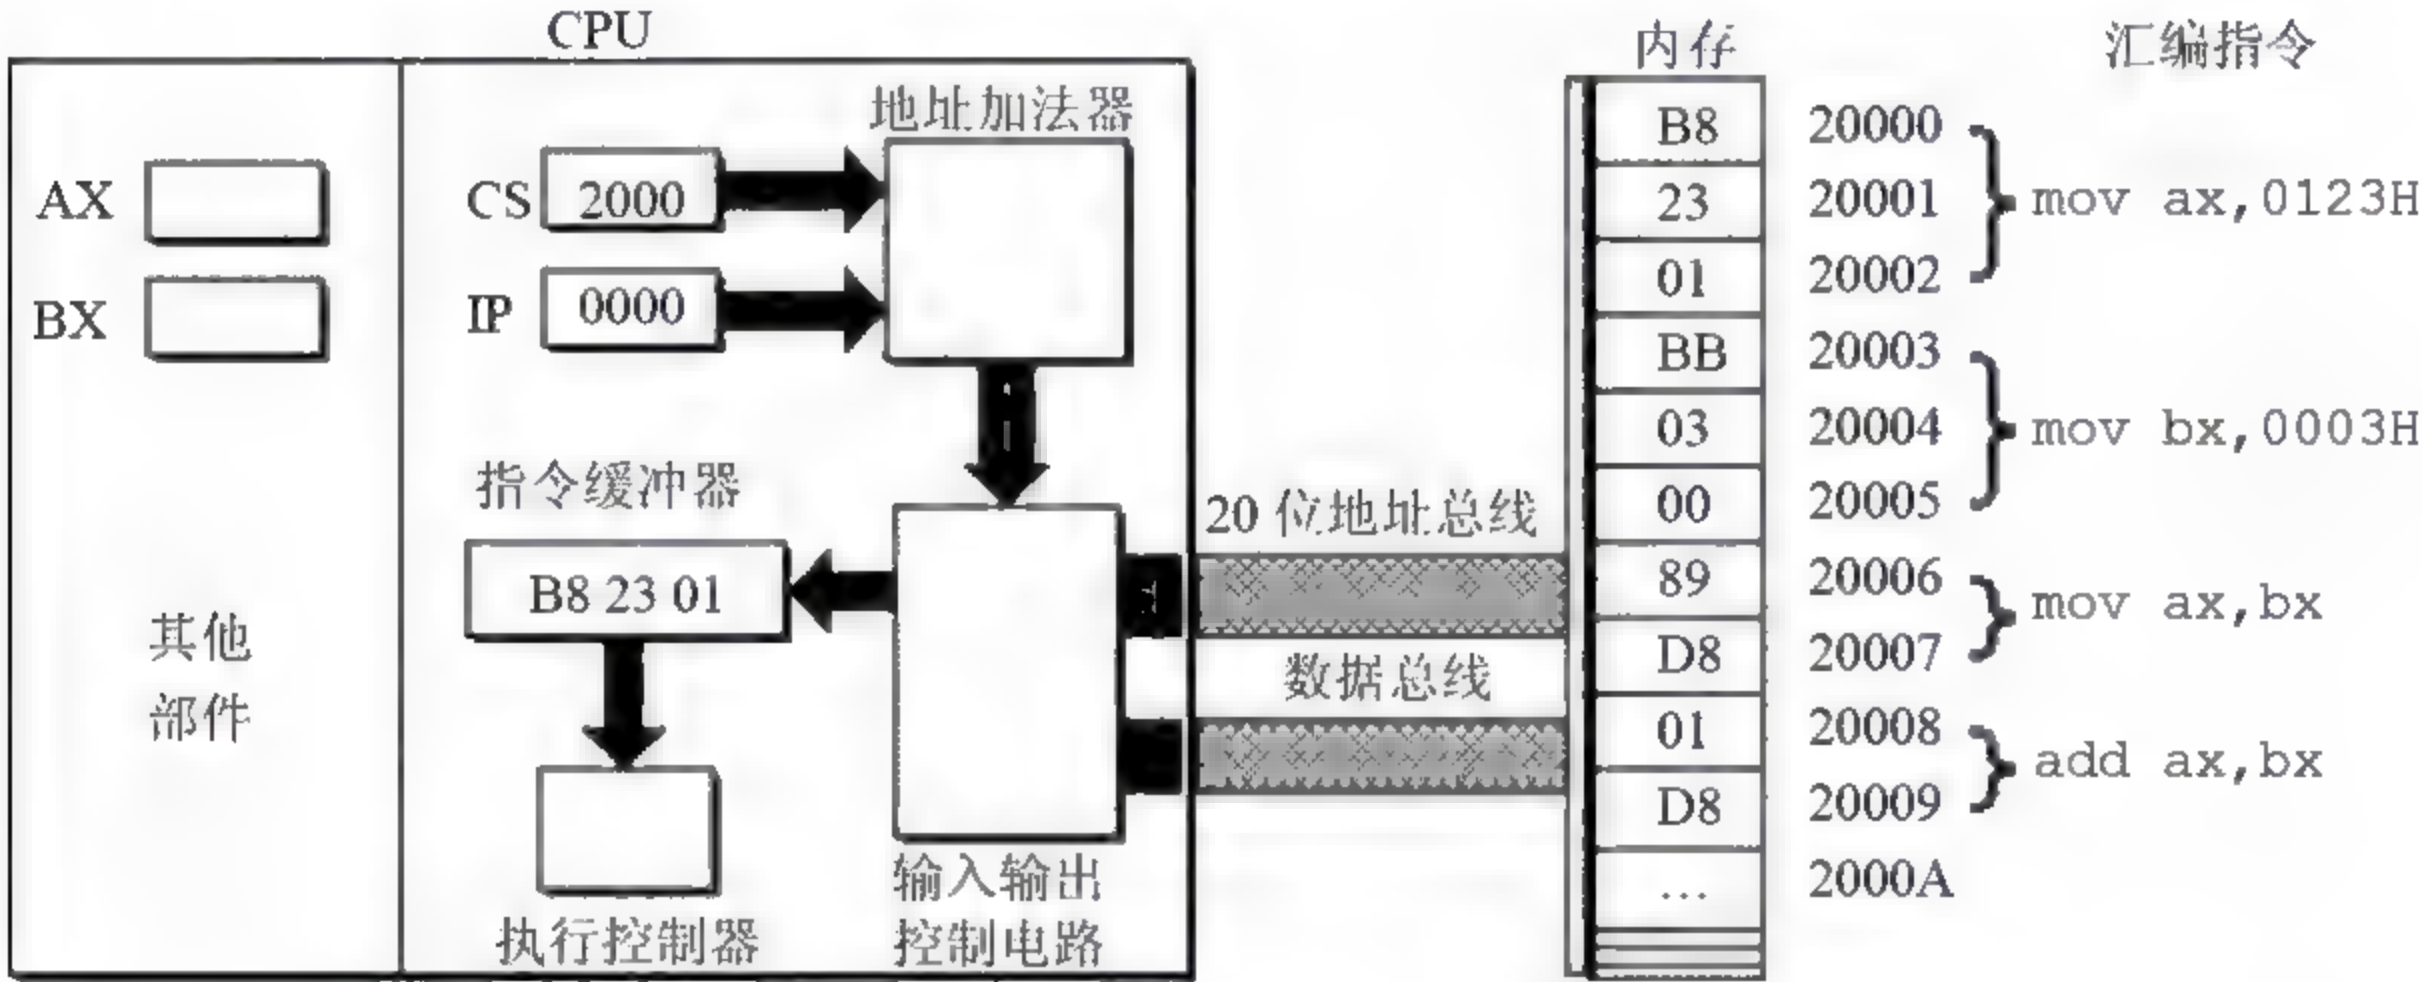 CPU
AX
BX
其他
部件
地址加法器
CS
2000
IP
0000
指令缓冲器
B8 23 01
执行控制器
输入输出
控制电路
20 位地址总线
数据总线
内存
汇编指令
B8 20000
23 20001
01 20002
mov ax,0123H
BB 20003
03 20004
00 20005
mov bx,0003H
89 20006
D8 20007
mov ax,bx
01 20008
D8 20009
add ax,bx
… 2000A